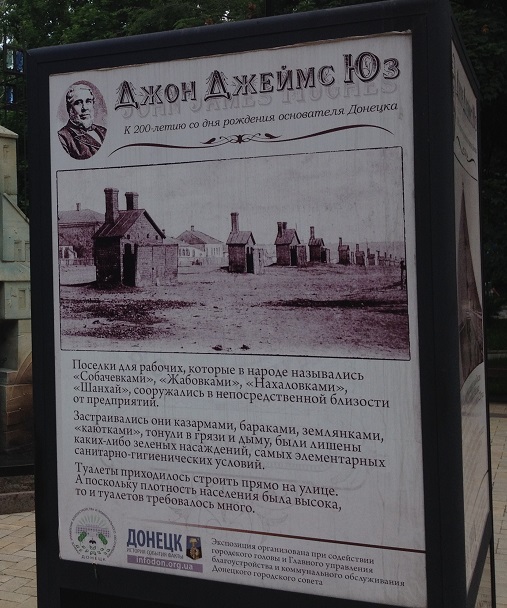 Джон Джеймс Юз
JOHN JAMES HUGHES
К 200-летию со дня рождения основателя Донецка
Поселки для рабочих, которые в народе назывались
«Собачевками», «Жабовками», «Нахаловками»,
«Шанхай», сооружались в непосредственной близости
от предприятий.
Застраивались они казармами, бараками, землянками,
«каютками», тонули в грязи и дыму, были лишены
каких-либо зеленых насаждений, самых элементарных
санитарно-гигиенических условий.
Туалеты приходилось строить прямо на улице.
А поскольку плотность населения была высока,
то и туалетов требовалось много.
ДОНЕЦК
ИСТОРИЯ СОБЫТИЯ ФАКТЫ
infodon.org.ua
Экспозиция организована при содействии
городского головы и Главного управления
благоустройства и коммунального обслуживания
Донецкого городского совета